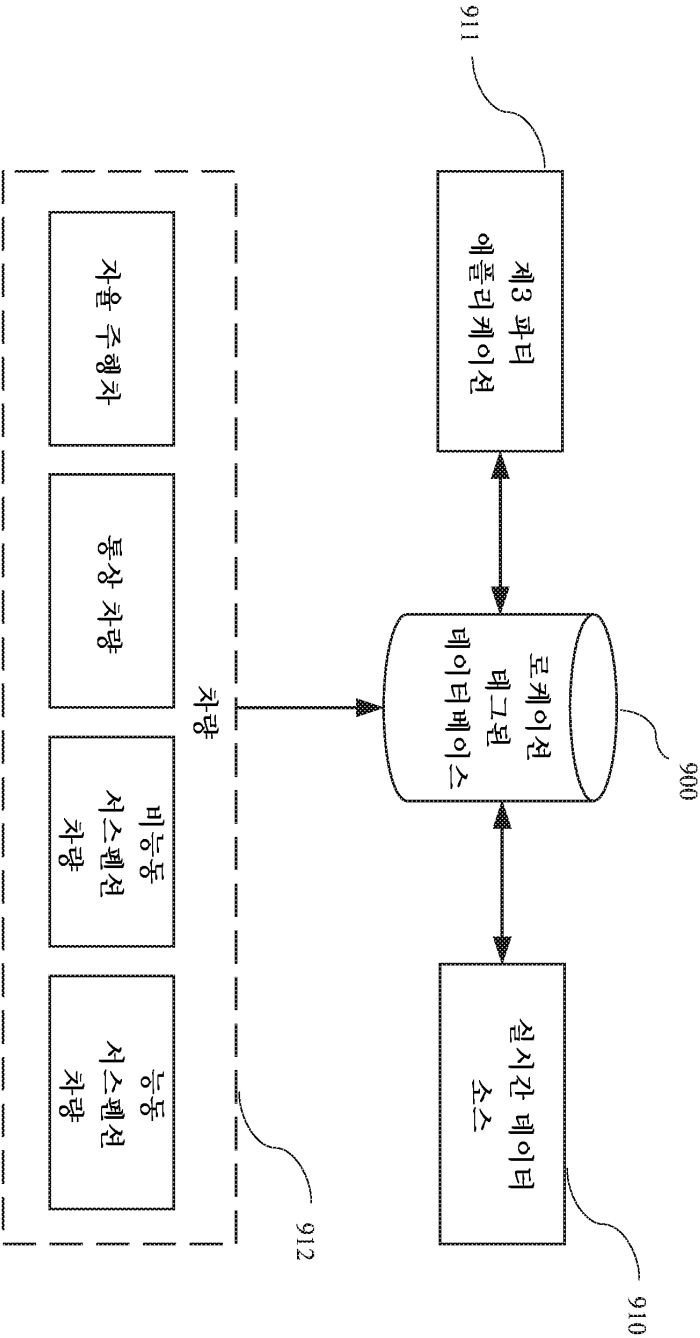 900
910
제3 파티
애플리케이션
911
로케이션
태그된
데이터베이스
실시간 데이터
소스
912
차량
자율 주행차
통상 차량
비능동
서스펜션
차량
능동
서스펜션
차량